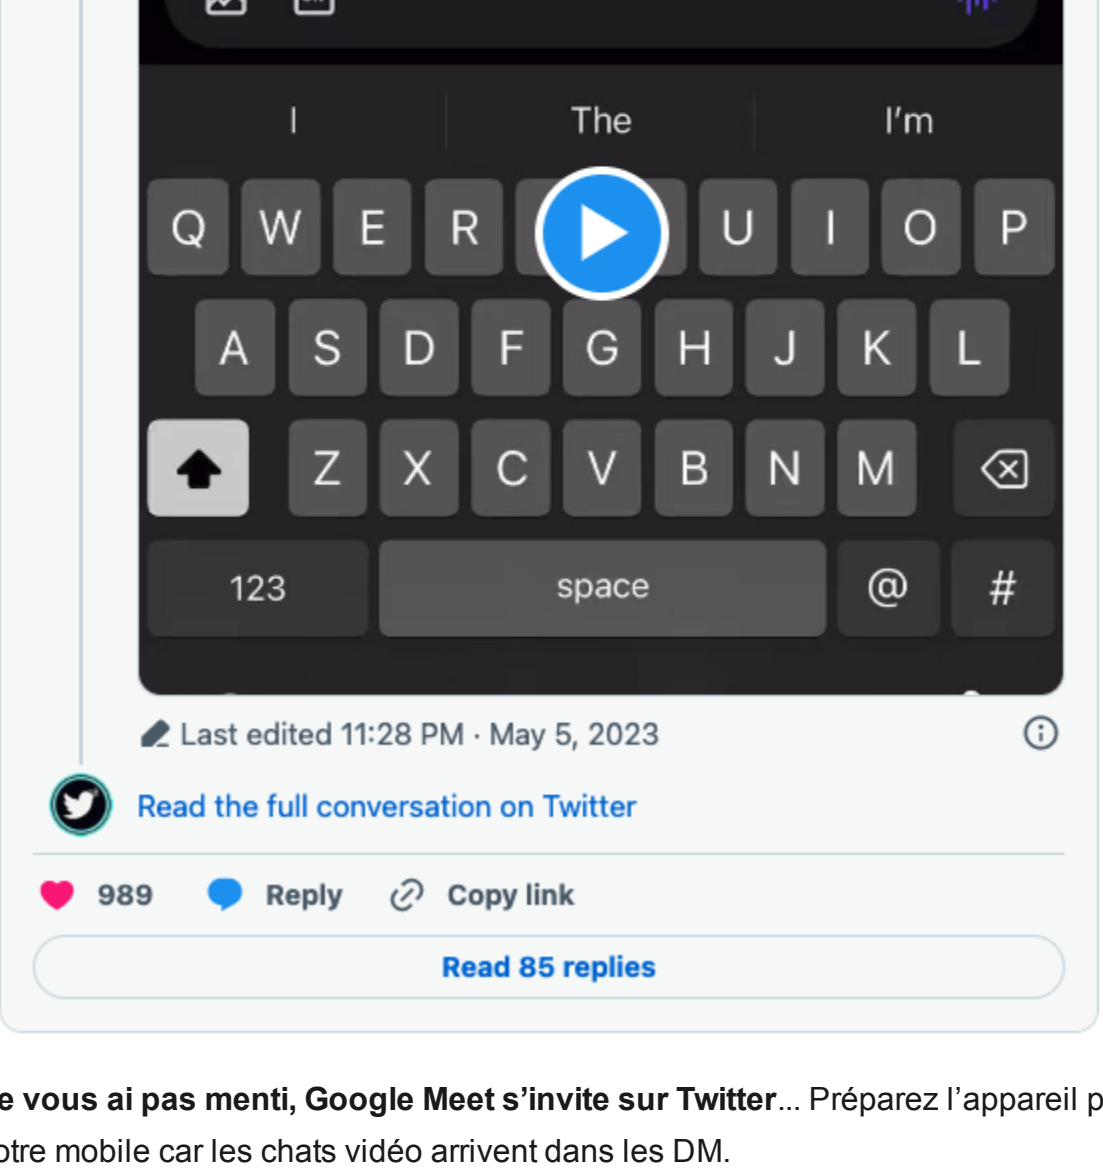 I The I'm
Q W E R U I O P
A S D F G H J K L
Z X C V B N M
123 space @ #
Last edited 11:28 PM · May 5, 2023
Read the full conversation on Twitter
989 Reply Copy link
Read 85 replies
e vous ai pas menti, Google Meet s’invite sur Twitter... Préparez l’appareil p
otre mobile car les chats vidéo arrivent dans les DM.